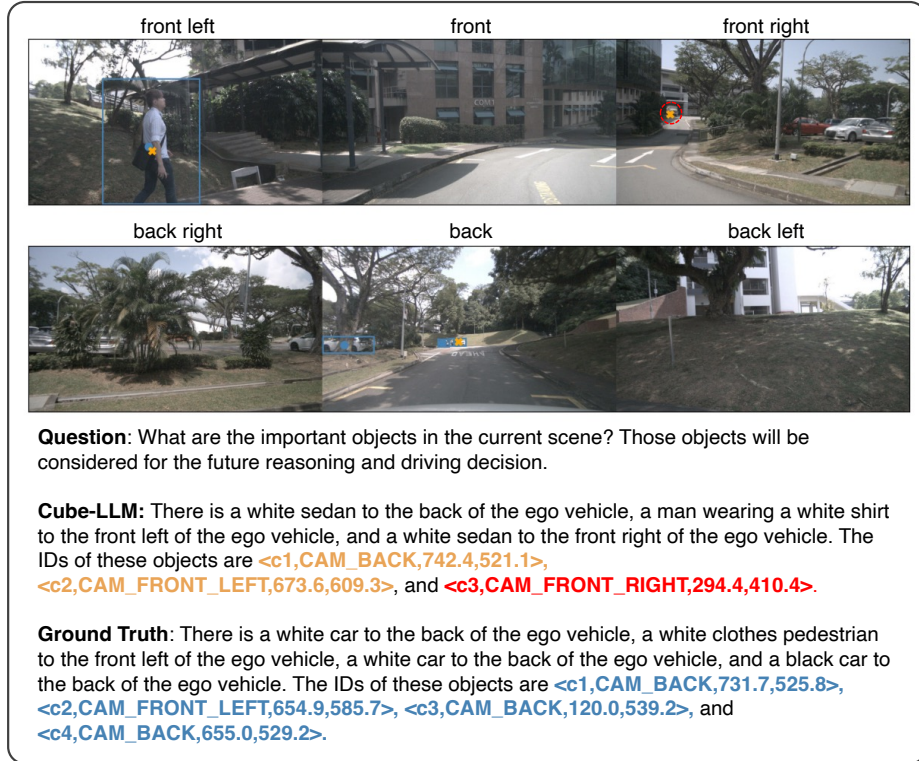 front left
front
front right
COM1
back right
back
back left
AHEAD
Question: What are the important objects in the current scene? Those objects will be
considered for the future reasoning and driving decision.
Cube-LLM: There is a white sedan to the back of the ego vehicle, a man wearing a white shirt
to the front left of the ego vehicle, and a white sedan to the front right of the ego vehicle. The
IDs of these objects are <c1,CAM_BACK,742.4,521.1>,
<c2,CAM_FRONT_LEFT,673.6,609.3>, and <c3,CAM_FRONT_RIGHT,294.4,410.4>.
Ground Truth: There is a white car to the back of the ego vehicle, a white clothes pedestrian
to the front left of the ego vehicle, a white car to the back of the ego vehicle, and a black car to
the back of the ego vehicle. The IDs of these objects are <c1,CAM_BACK,731.7,525.8>,
<c2,CAM_FRONT_LEFT,654.9,585.7>, <c3,CAM_BACK,120.0,539.2>, and
<c4,CAM_BACK,655.0,529.2>.